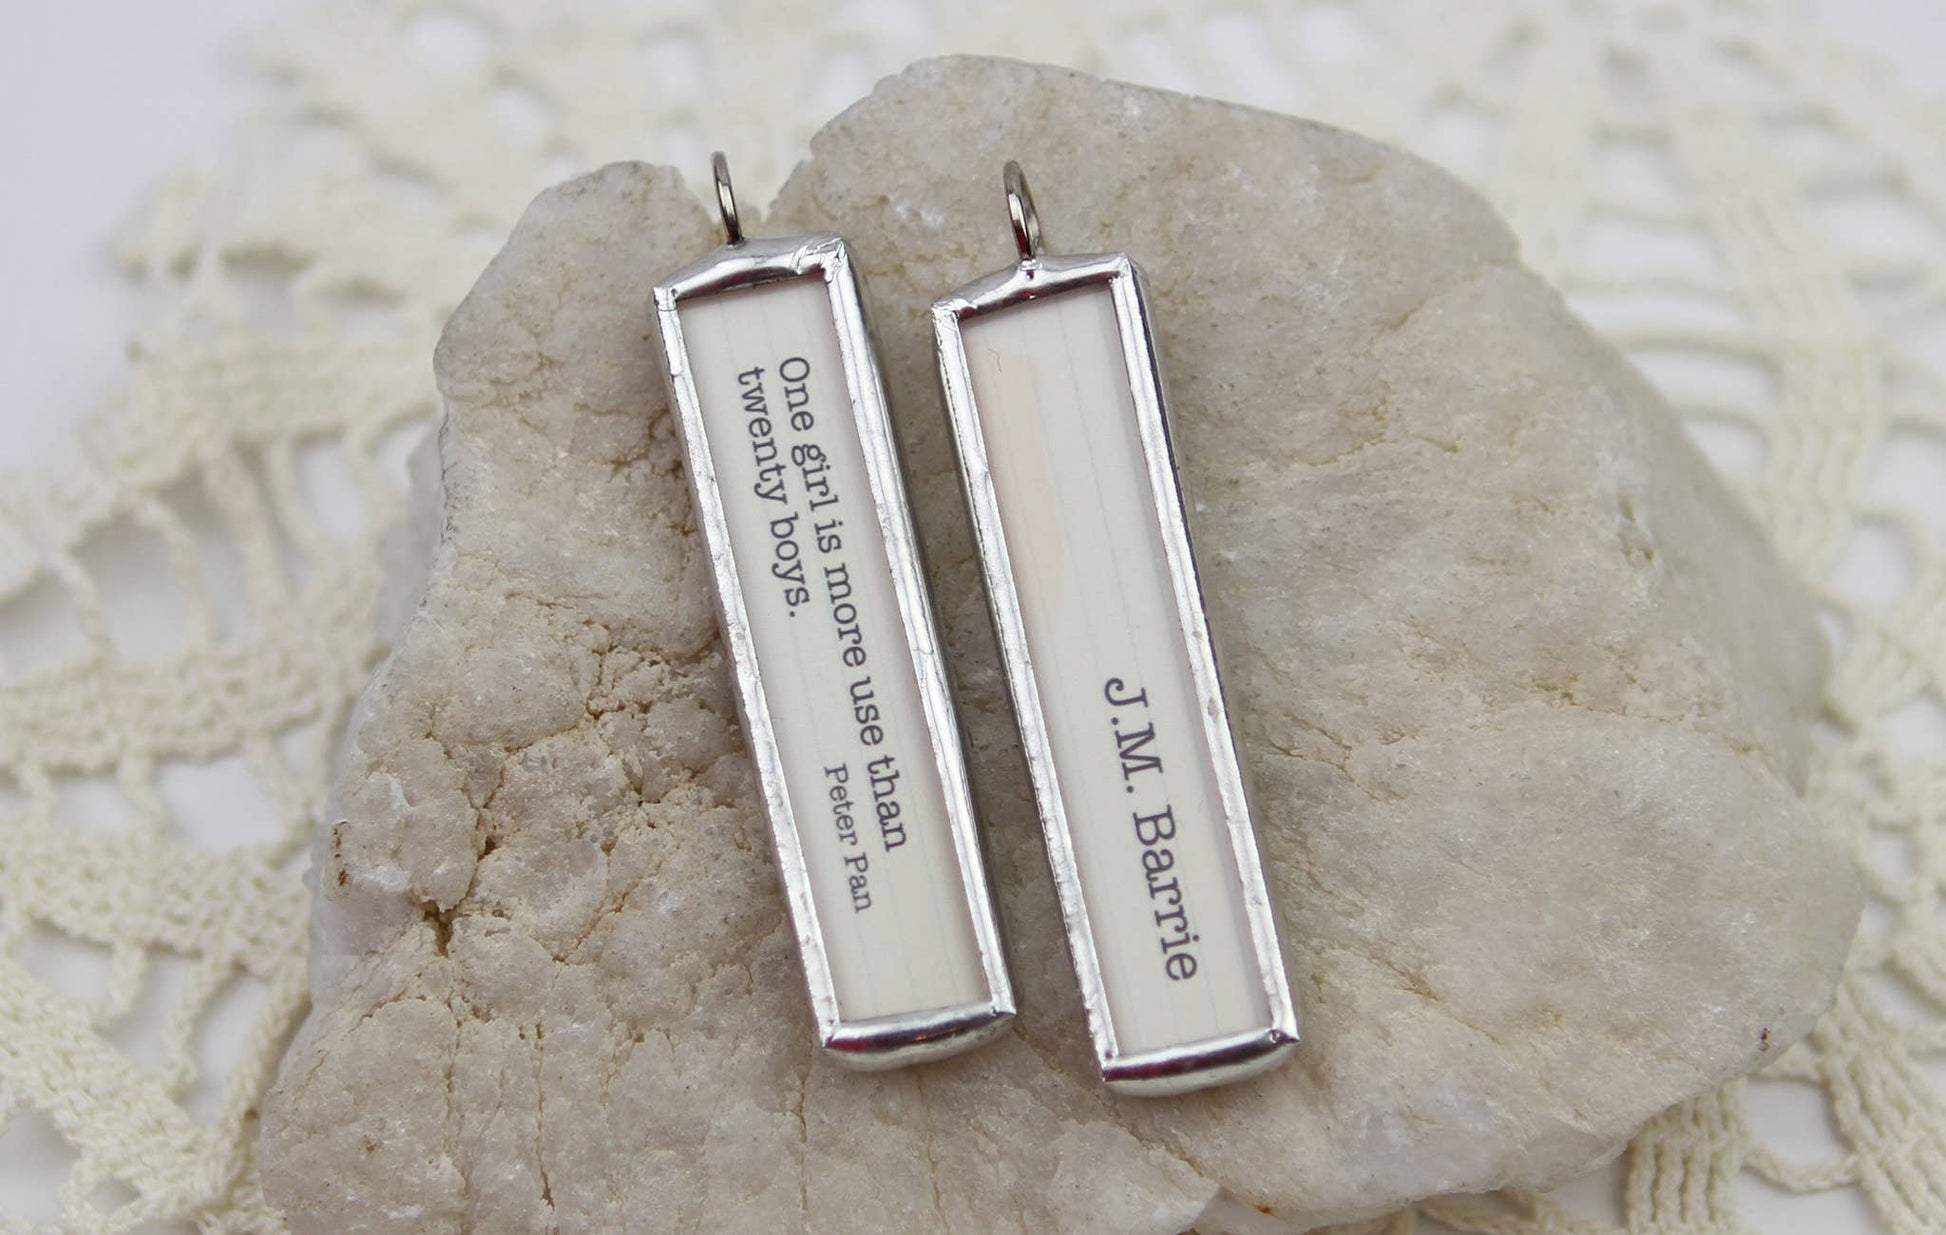 One girl is more use than
twenty boys.
Peter Pan
J.M. Barrie